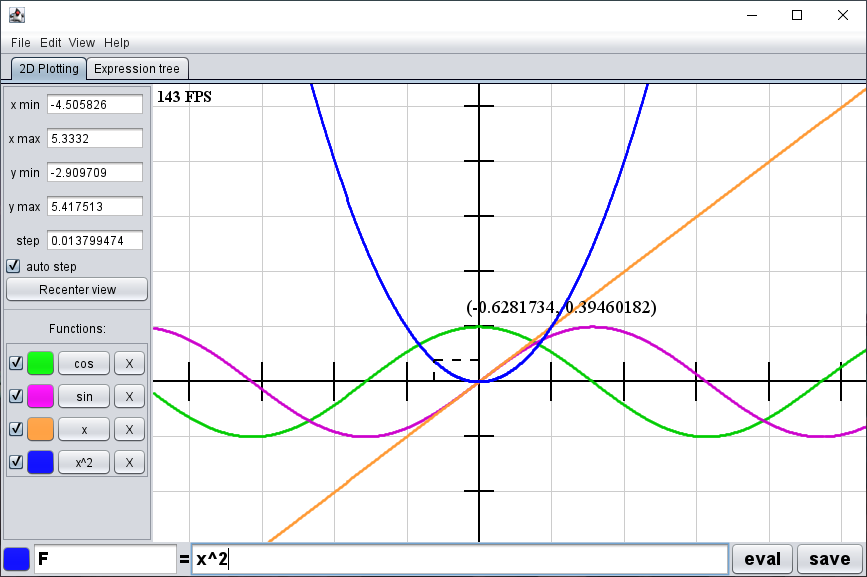 File Edit View Help
2D Plotting Expression tree
x min -4.505826
x max 5.3332
y min -2.909709
y max 5.417513
step 0.013799474
auto step
Recenter view
Functions:
cos X
sin X
x X
x^2 X
143 FPS
(-0.6281734, 0.39460182)
F = x^2 eval save